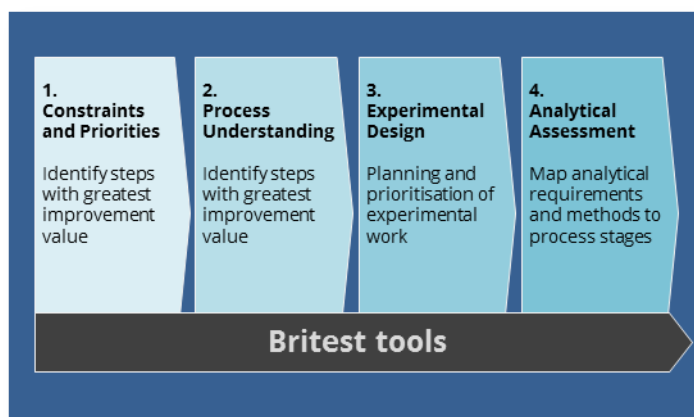 1.
Constraints
and Priorities
Identify steps
with greatest
improvement
value
2.
Process
Understanding
Identify steps
with greatest
improvement
value
3.
Experimental
Design
Planning and
prioritisation of
experimental
work
4.
Analytical
Assessment
Map analytical
requirements
and methods to
process stages
Britest tools